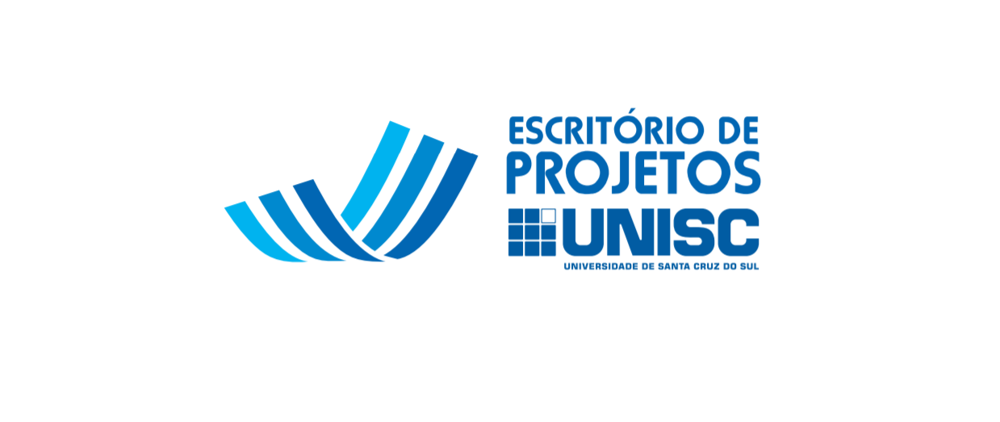 ESCRITÓRIO DE
PROJETOS
UNISC
UNIVERSIDADE DE SANTA CRUZ DO SUL